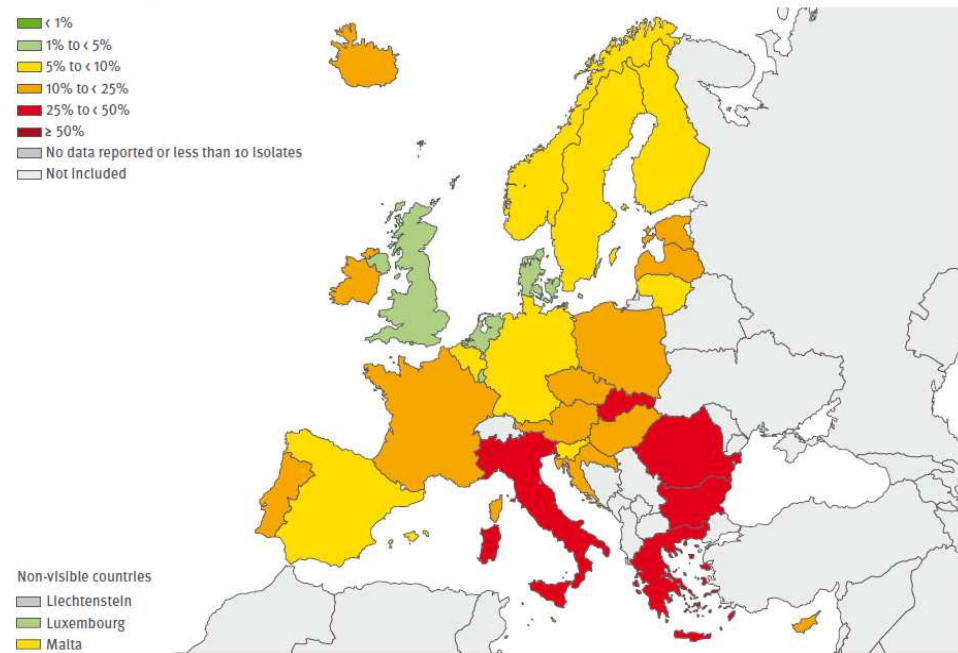 < 1%
1% to < 5%
5% to < 10%
10% to < 25%
25% to < 50%
≥ 50%
No data reported or less than 10 isolates
Not included
Non-visible countries
Liechtenstein
Luxembourg
Malta